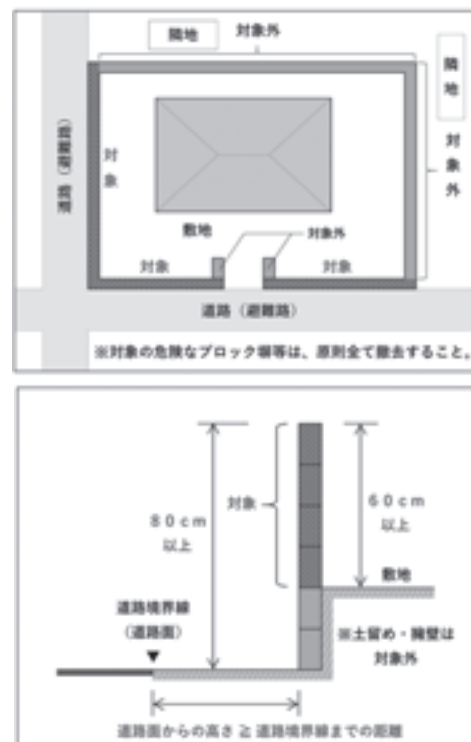 隣地
対象外
隣地
対象外
道路(避難路)
対象
敷地
対象外
対象
対象
道路(避難路)
※対象の危険なブロック塀等は、原則全て撤去すること。
対象
80cm
以上
60cm
以上
敷地
道路境界線
(道路面)
※土留め・擁壁は
対象外
道路面からの高さ ≧ 道路境界線までの距離